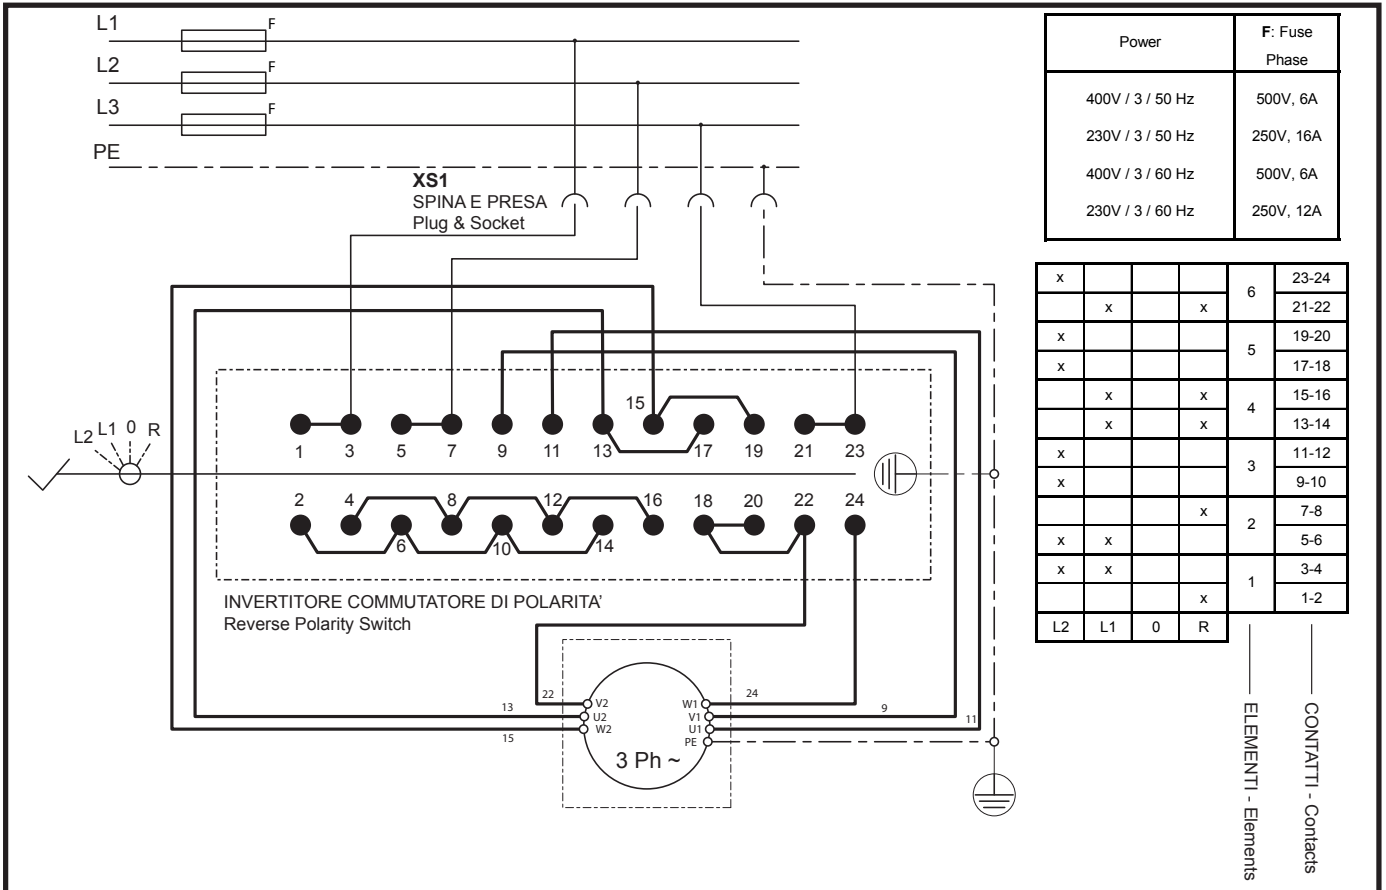 L1
F
L2
F
L3
F
PE
XS1
SPINA E PRESA
Plug & Socket
Power
F: Fuse
Phase
400V / 3 / 50 Hz
500V, 6A
230V / 3 / 50 Hz
250V, 16A
400V / 3 / 60 Hz
500V, 6A
230V / 3 / 60 Hz
250V, 12A
x 6 23-24
x x 21-22
x 5 19-20
x 17-18
x x 4 15-16
x x 13-14
x 3 11-12
x 9-10
x 2 7-8
x x 5-6
x x 1 3-4
x 1-2
L2 L1 0 R
ELEMENTI - Elements
CONTATTI - Contacts
15
1 3 5 7 9 11 13 17 19 21 23
L2 L1 0 R
2 4 8 12 16 18 20 22 24
6 10 14
INVERTITORE COMMUTATORE DI POLARITA'
Reverse Polarity Switch
22 V2 W1 24
13 U2 V1 9
15 W2 U1 11
PE
3 Ph ~